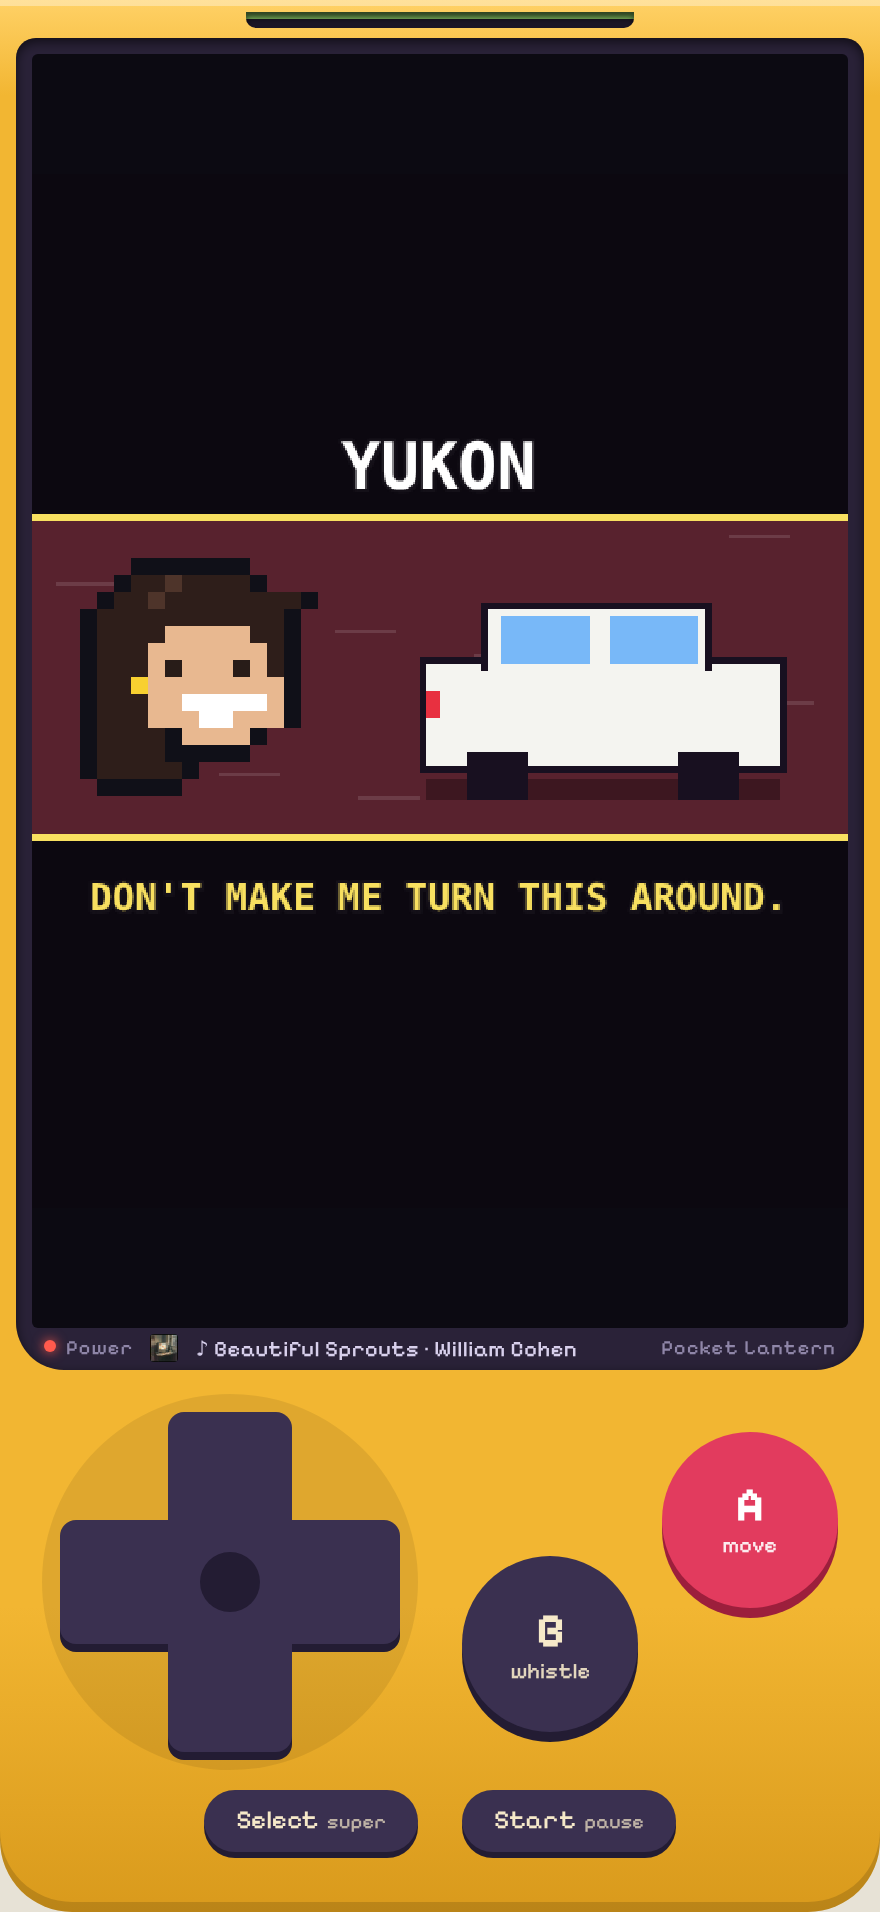 YUKON
DON'T MAKE ME TURN THIS AROUND.
Power ♪ Beautiful Sprouts · William Cohen Pocket Lantern
A
move
B
whistle
Select super Start pause